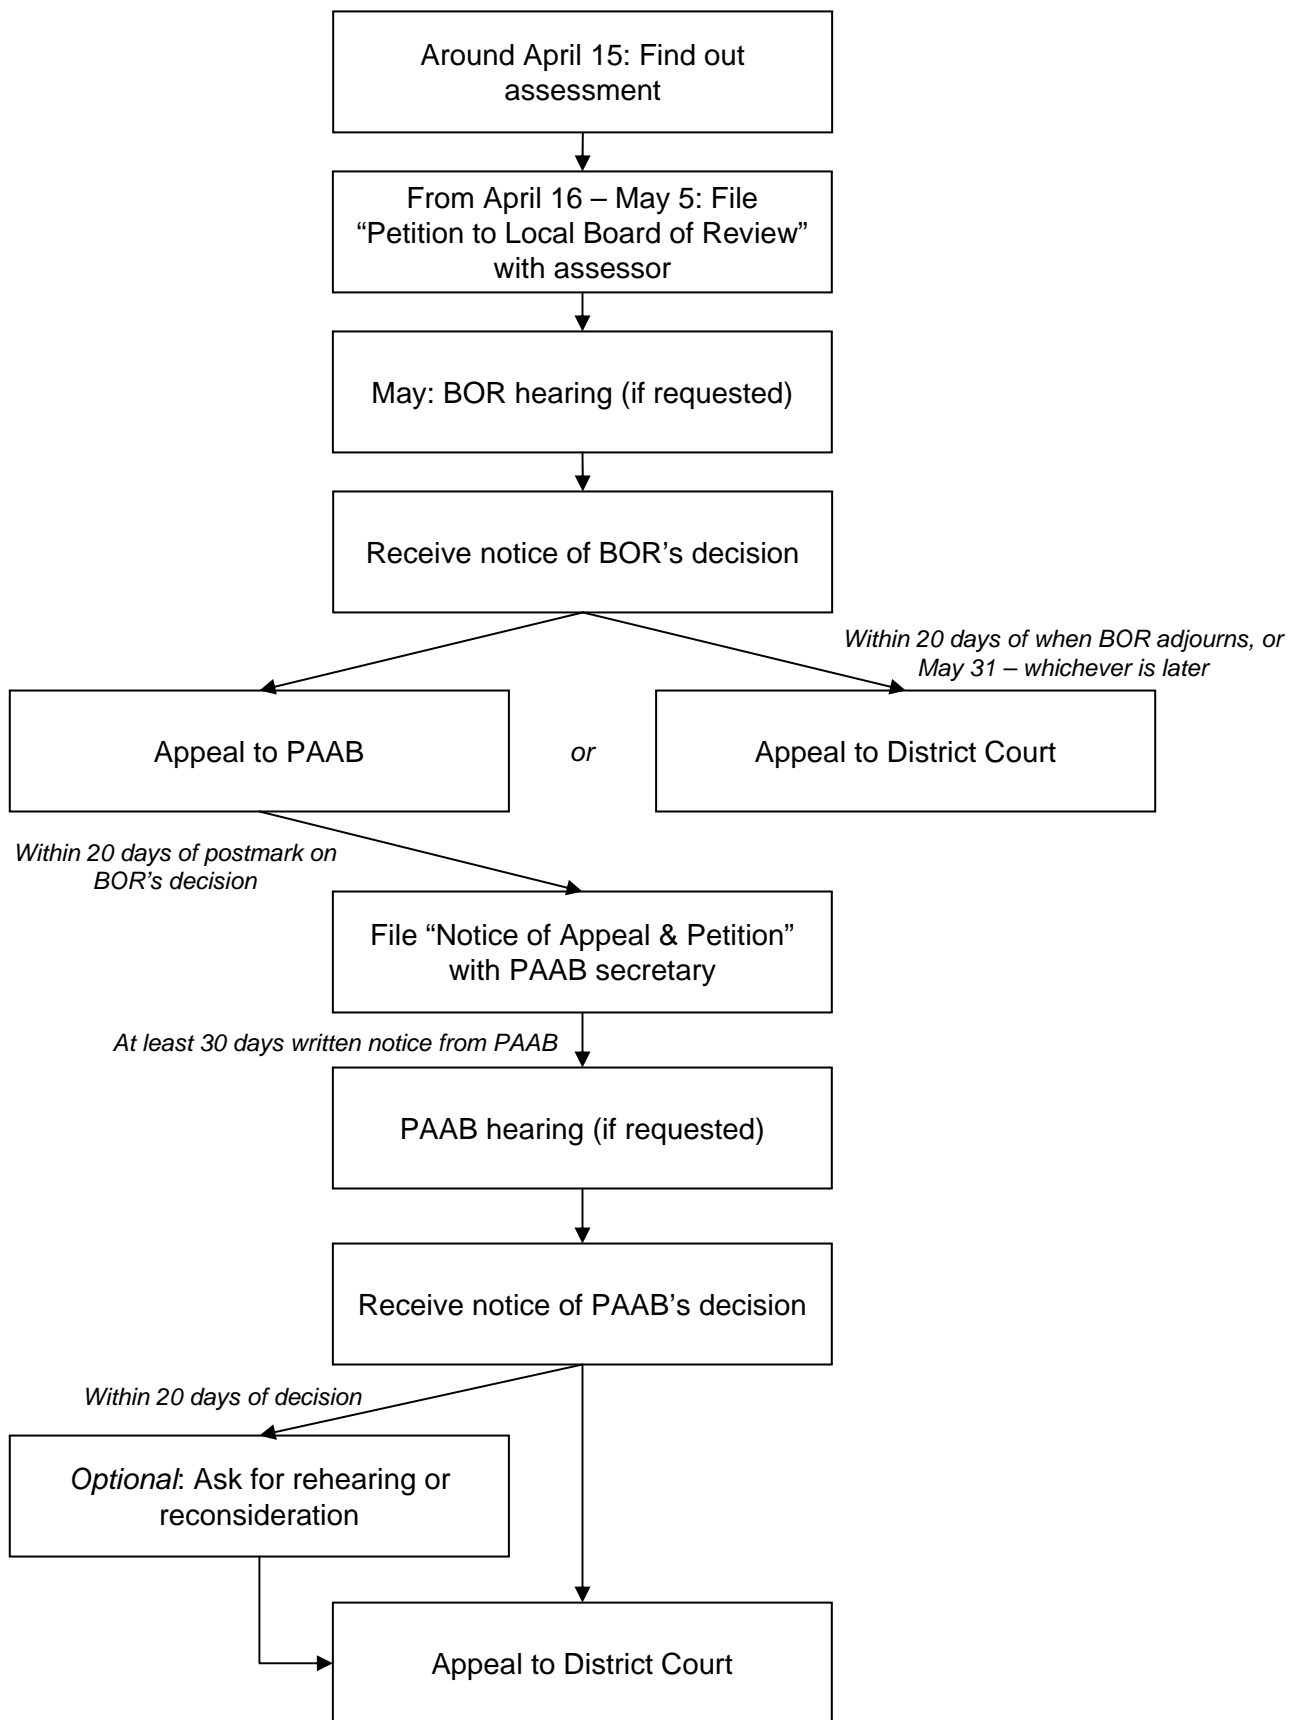 Around April 15: Find out
assessment
From April 16 – May 5: File
“Petition to Local Board of Review”
with assessor
May: BOR hearing (if requested)
Receive notice of BOR’s decision
Within 20 days of when BOR adjourns, or
May 31 – whichever is later
Appeal to PAAB
or
Appeal to District Court
Within 20 days of postmark on
BOR’s decision
File “Notice of Appeal & Petition”
with PAAB secretary
At least 30 days written notice from PAAB
PAAB hearing (if requested)
Receive notice of PAAB’s decision
Within 20 days of decision
Optional: Ask for rehearing or
reconsideration
Appeal to District Court